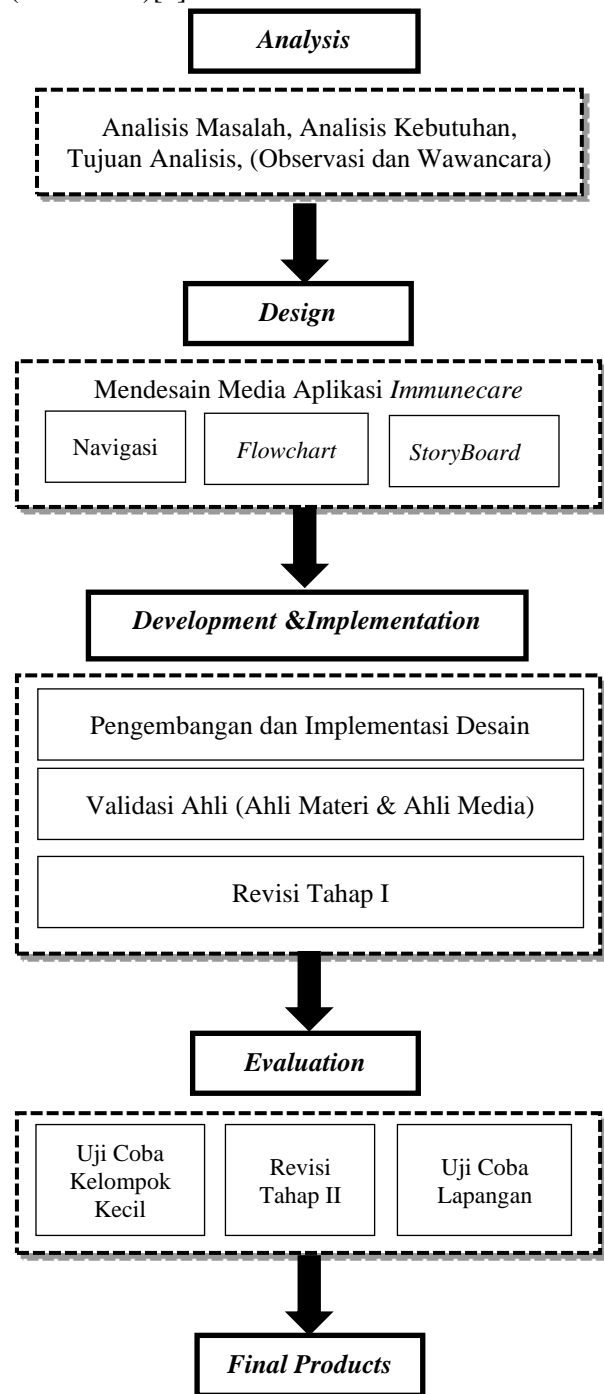 Analysis
Analisis Masalah, Analisis Kebutuhan,
Tujuan Analisis, (Observasi dan Wawancara)
Design
Mendesain Media Aplikasi Immunecare
Navigasi
Flowchart
StoryBoard
Development &Implementation
Pengembangan dan Implementasi Desain
Validasi Ahli (Ahli Materi & Ahli Media)
Revisi Tahap I
Evaluation
Uji Coba
Kelompok
Kecil
Revisi
Tahap II
Uji Coba
Lapangan
Final Products